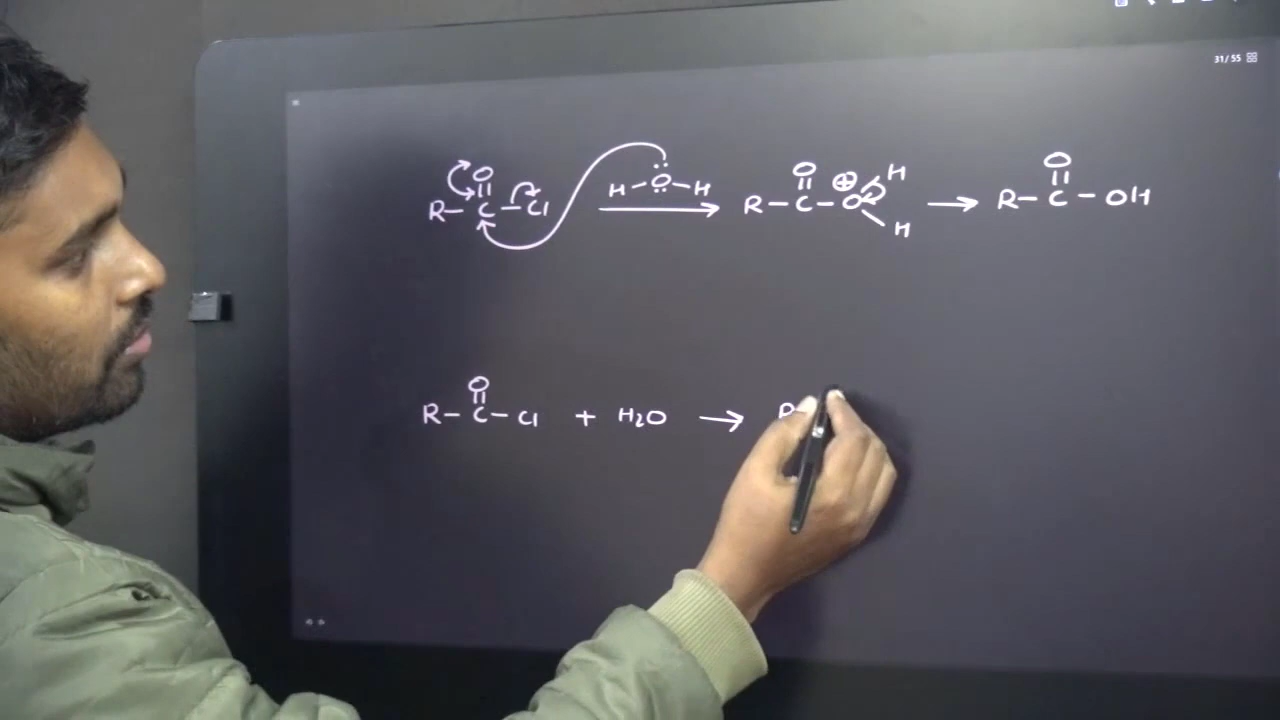 31/55
O O ⊕ H O
|| H–Ö–H || ||
R–C–Cl ⟶ R–C–O ⟶ R–C–OH
H
O
||
R–C–Cl + H₂O ⟶ R